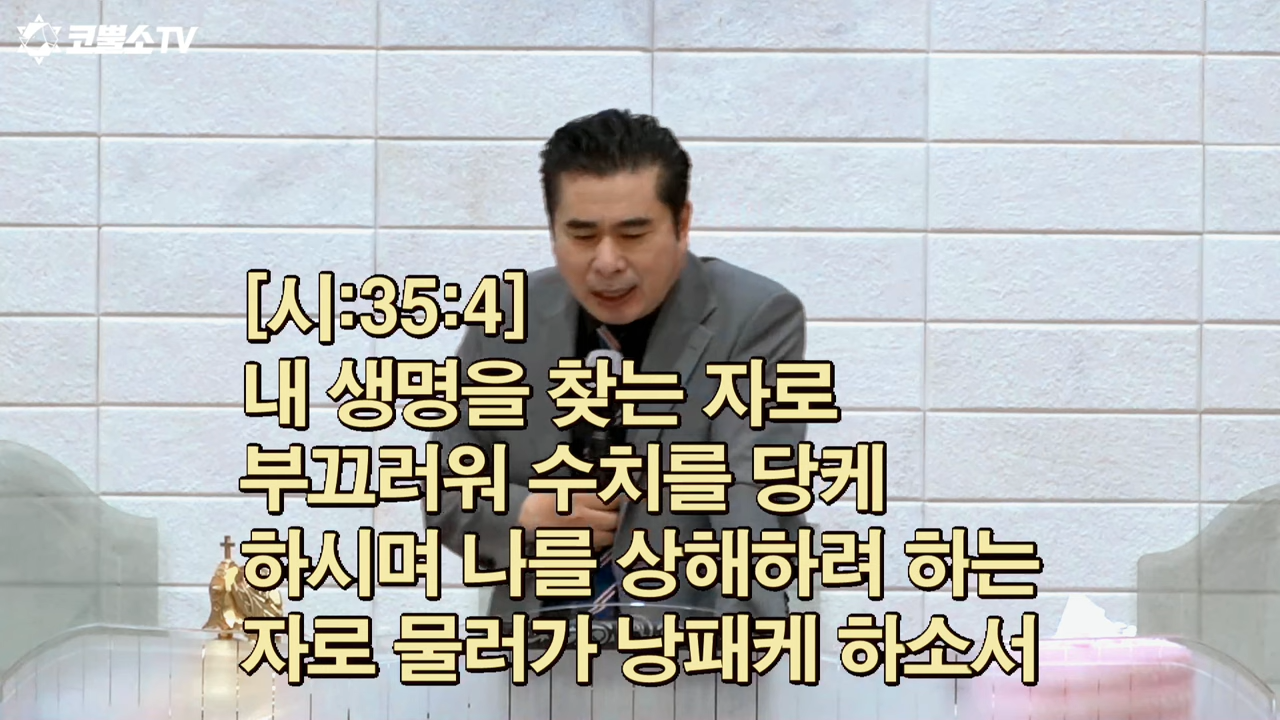 코뿔소TV
[시:35:4]
내 생명을 찾는 자로
부끄러워 수치를 당케
하시며 나를 상해하려 하는
자로 물러가 낭패케 하소서